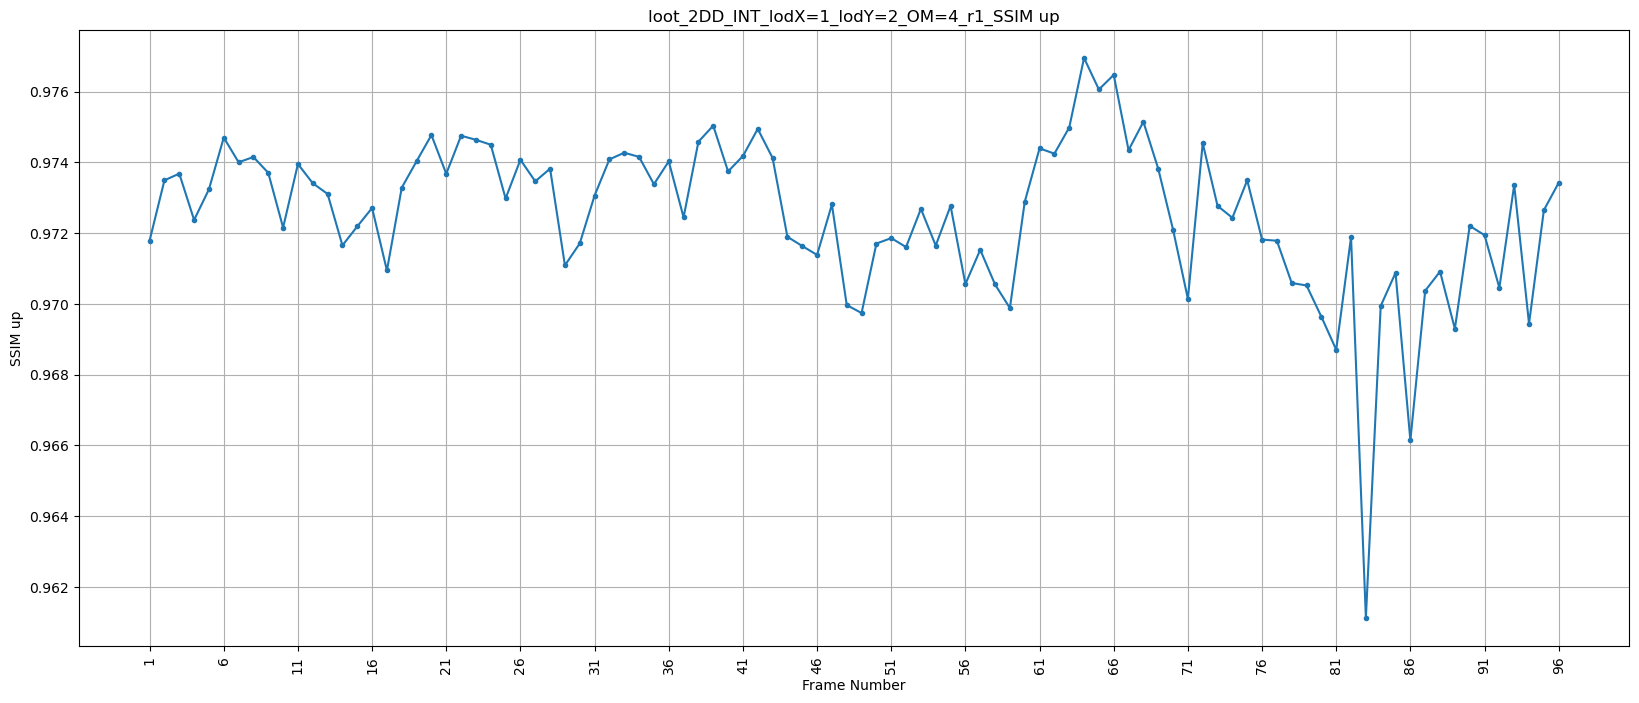 loot_2DD_INT_lodX=1_lodY=2_OM=4_r1_SSIM up
SSIM up
0.976
0.974
0.972
0.970
0.968
0.966
0.964
0.962
1 6 11 16 21 26 31 36 41 46 51 56 61 66 71 76 81 86 91 96
Frame Number